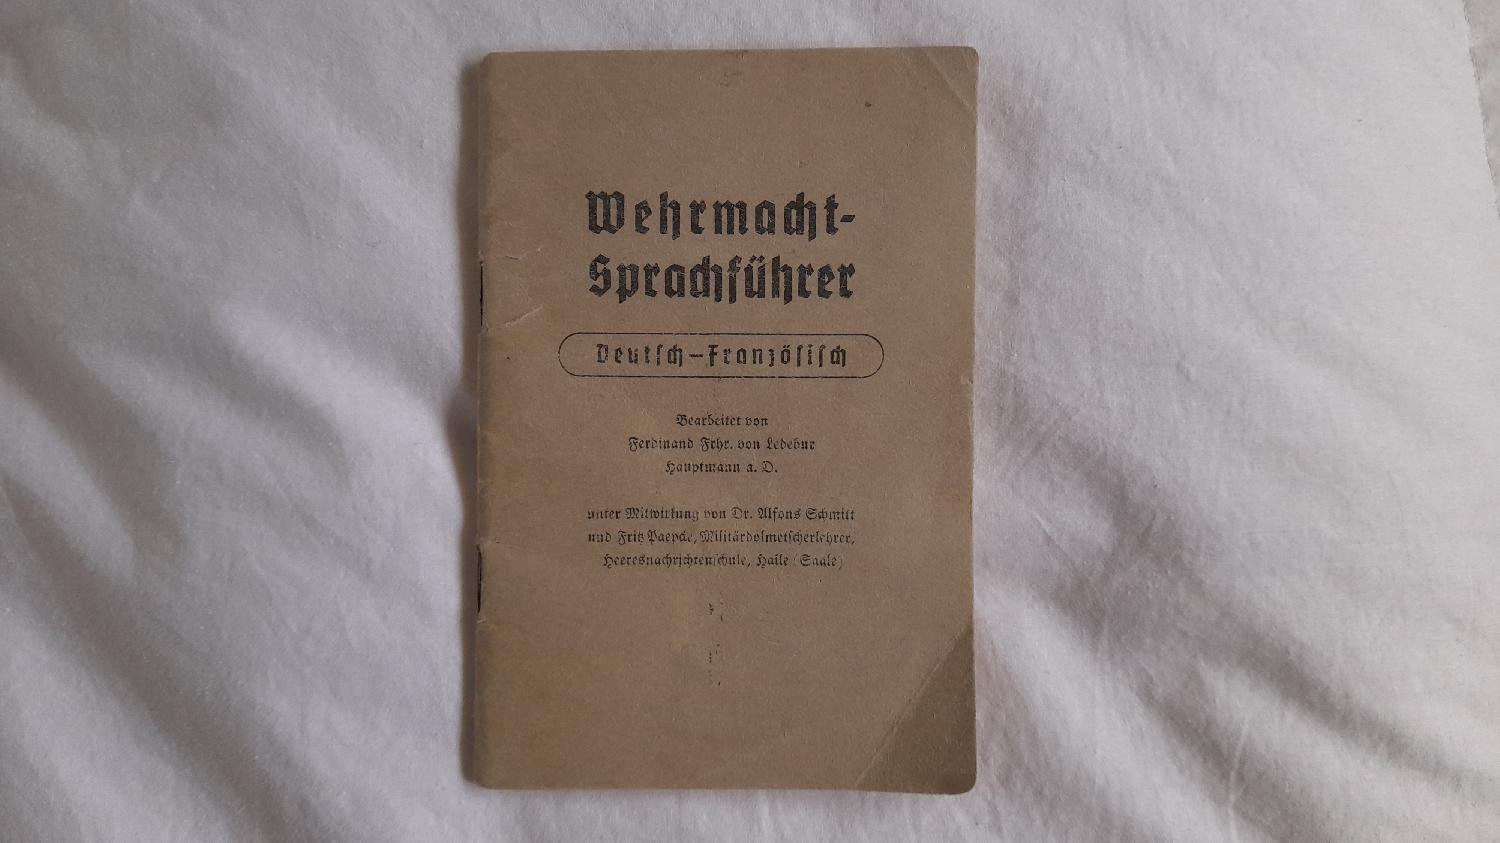 Wehrmacht-
Sprachführer
Deutsch–Französisch
Bearbeitet von
Ferdinand Frhr. von Ledebur
Hauptmann a. D.
unter Mitwirkung von Dr. Alfons Schmitt
und Fritz Paepcke, Militärdolmetscherlehrer,
Heeresnachrichtenschule, Halle (Saale)